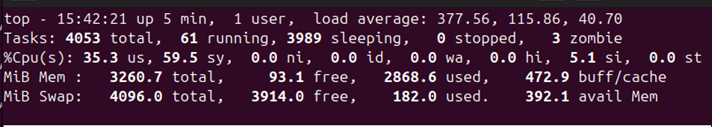 top - 15:42:21 up 5 min,  1 user,  load average: 377.56, 115.86, 40.70
Tasks: 4053 total,  61 running, 3989 sleeping,   0 stopped,   3 zombie
%Cpu(s): 35.3 us, 59.5 sy,  0.0 ni,  0.0 id,  0.0 wa,  0.0 hi,  5.1 si,  0.0 st
MiB Mem :   3260.7 total,     93.1 free,   2868.6 used,    472.9 buff/cache
MiB Swap:   4096.0 total,   3914.0 free,    182.0 used.    392.1 avail Mem